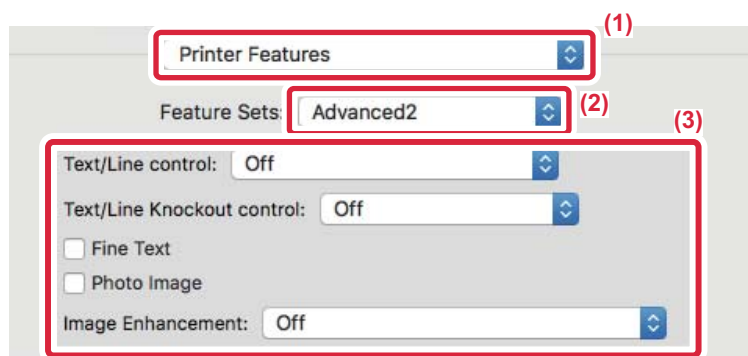 (1)
Printer Features
Feature Sets: Advanced2 (2)
(3)
Text/Line control: Off
Text/Line Knockout control: Off
Fine Text
Photo Image
Image Enhancement: Off